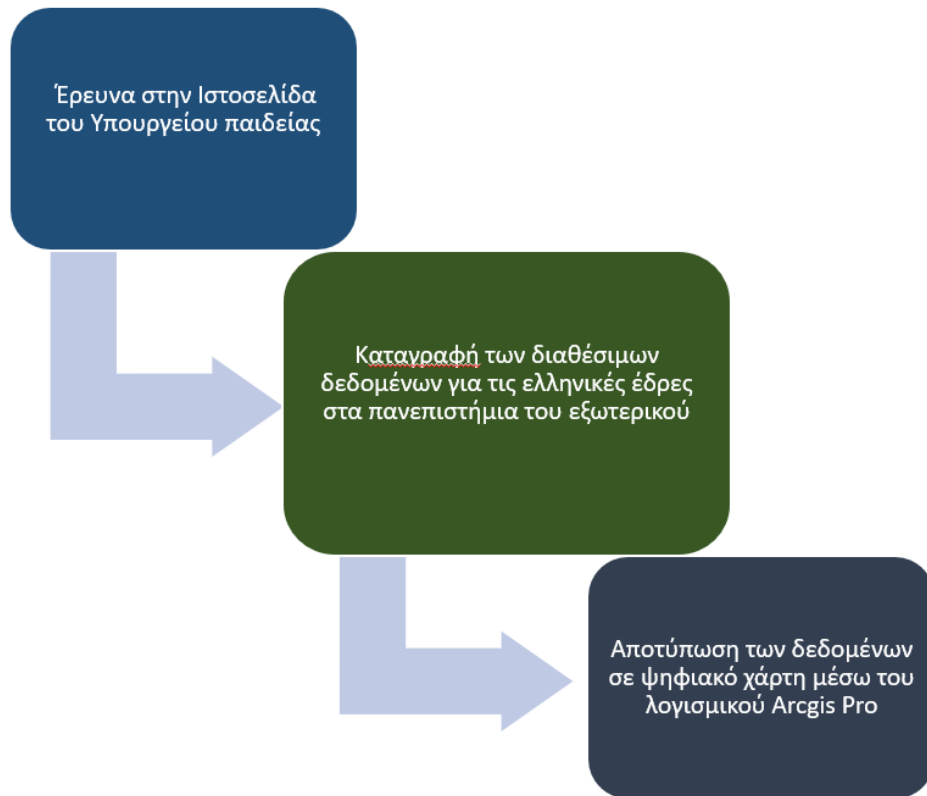 Έρευνα στην Ιστοσελίδα
του Υπουργείου παιδείας
Καταγραφή των διαθέσιμων
δεδομένων για τις ελληνικές έδρες
στα πανεπιστήμια του εξωτερικού
Αποτύπωση των δεδομένων
σε ψηφιακό χάρτη μέσω του
λογισμικού Arcgis Pro